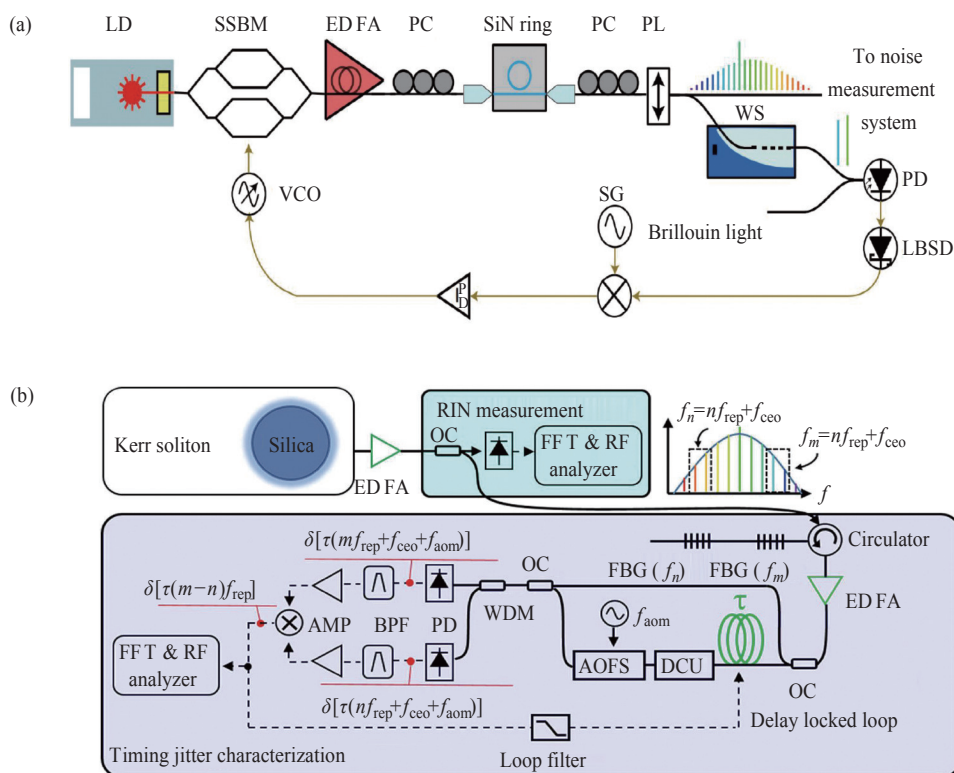 (a)
LD
SSBM
ED FA
PC
SiN ring
PC
PL
To noise
measurement
system
WS
PD
VCO
SG
Brillouin light
LBSD
PD
(b)
Kerr soliton
Silica
ED FA
RIN measurement
OC
FF T & RF
analyzer
fn=nfrep+fceo
fm=nfrep+fceo
f
Circulator
δ[τ(mfrep+fceo+faom)]
δ[τ(m−n)frep]
OC
FBG ( fn)
FBG ( fm)
ED FA
WDM
AMP
BPF
PD
faom
τ
FF T & RF
analyzer
AOFS
DCU
OC
δ[τ(nfrep+fceo+faom)]
Delay locked loop
Timing jitter characterization
Loop filter